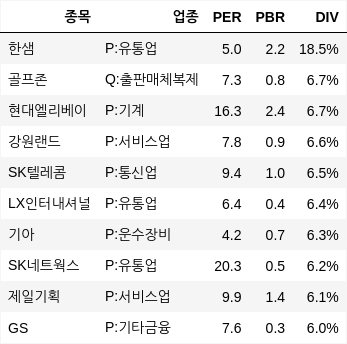 종목 업종 PER PBR DIV
한샘 P:유통업 5.0 2.2 18.5%
골프존 Q:출판매체복제 7.3 0.8 6.7%
현대엘리베이 P:기계 16.3 2.4 6.7%
강원랜드 P:서비스업 7.8 0.9 6.6%
SK텔레콤 P:통신업 9.4 1.0 6.5%
LX인터내셔널 P:유통업 6.4 0.4 6.4%
기아 P:운수장비 4.2 0.7 6.3%
SK네트웍스 P:유통업 20.3 0.5 6.2%
제일기획 P:서비스업 9.9 1.4 6.1%
GS P:기타금융 7.6 0.3 6.0%